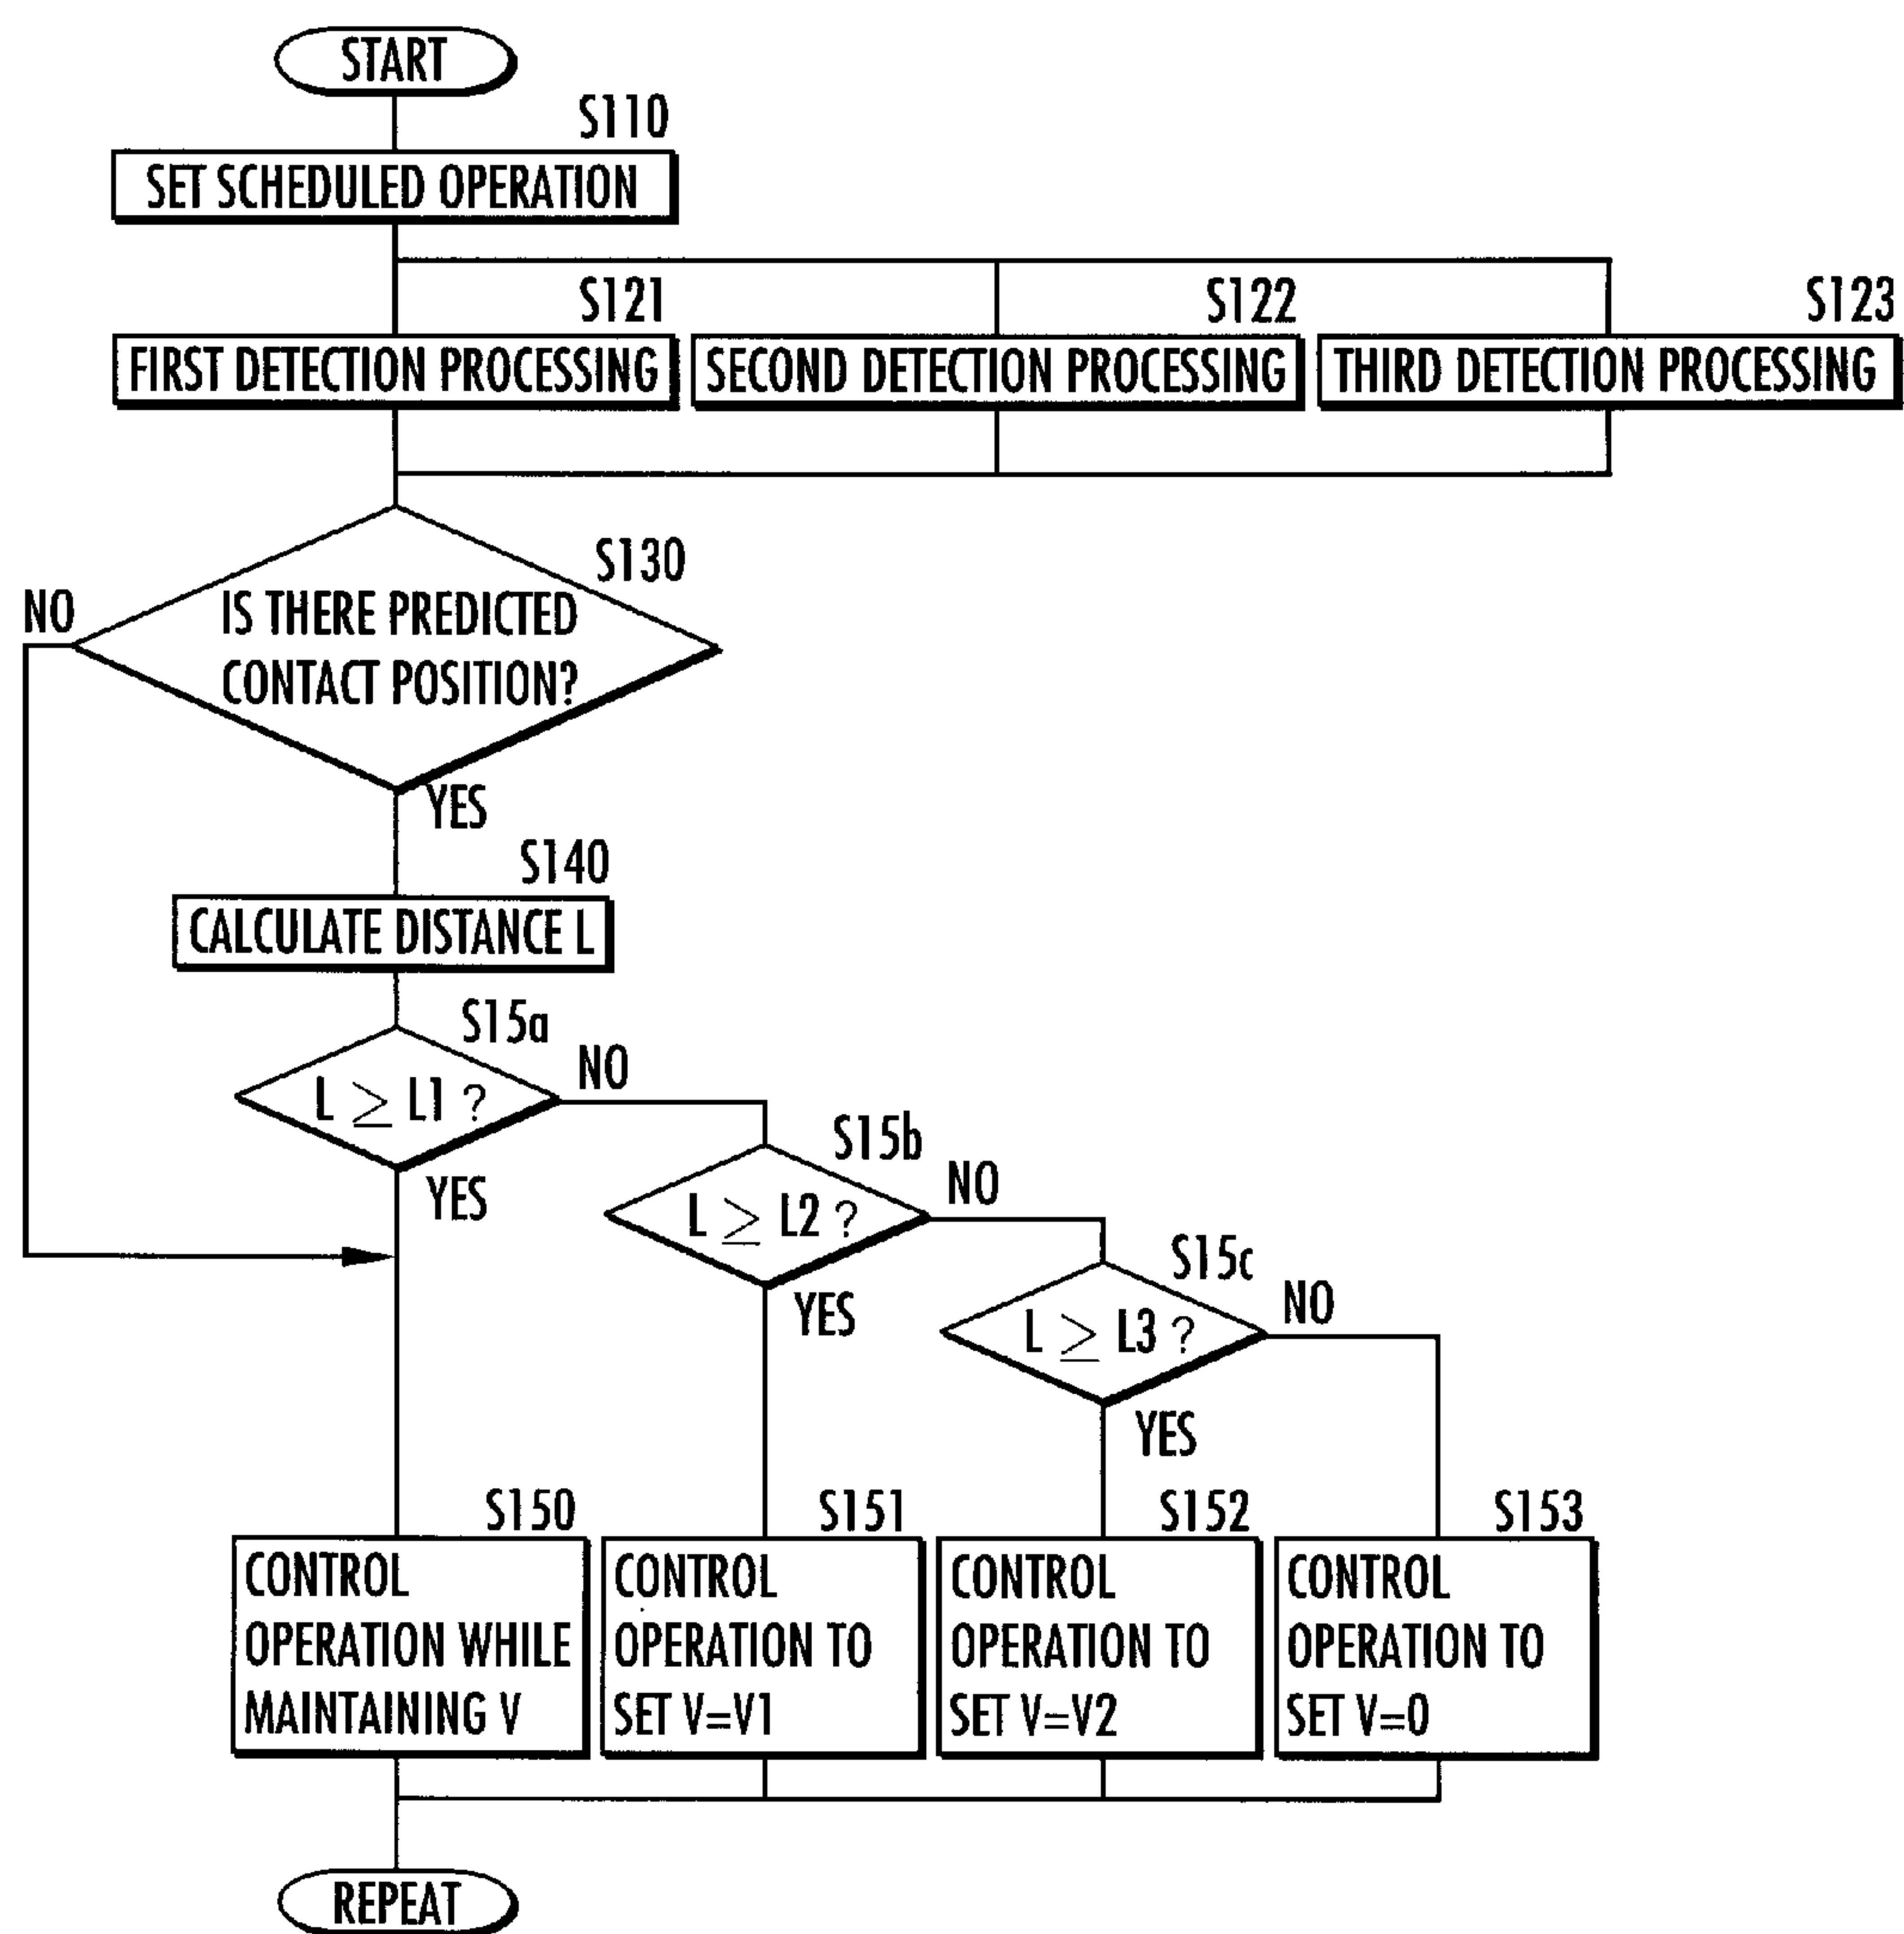 START
S110
SET SCHEDULED OPERATION
S121
S122
S123
FIRST DETECTION PROCESSING
SECOND DETECTION PROCESSING
THIRD DETECTION PROCESSING
S130
NO
IS THERE PREDICTED
CONTACT POSITION?
YES
S140
CALCULATE DISTANCE L
S15a
NO
L ≥ L1 ?
YES
S15b
NO
L ≥ L2 ?
YES
S15c
NO
L ≥ L3 ?
YES
S150
CONTROL
OPERATION WHILE
MAINTAINING V
S151
CONTROL
OPERATION TO
SET V=V1
S152
CONTROL
OPERATION TO
SET V=V2
S153
CONTROL
OPERATION TO
SET V=0
REPEAT